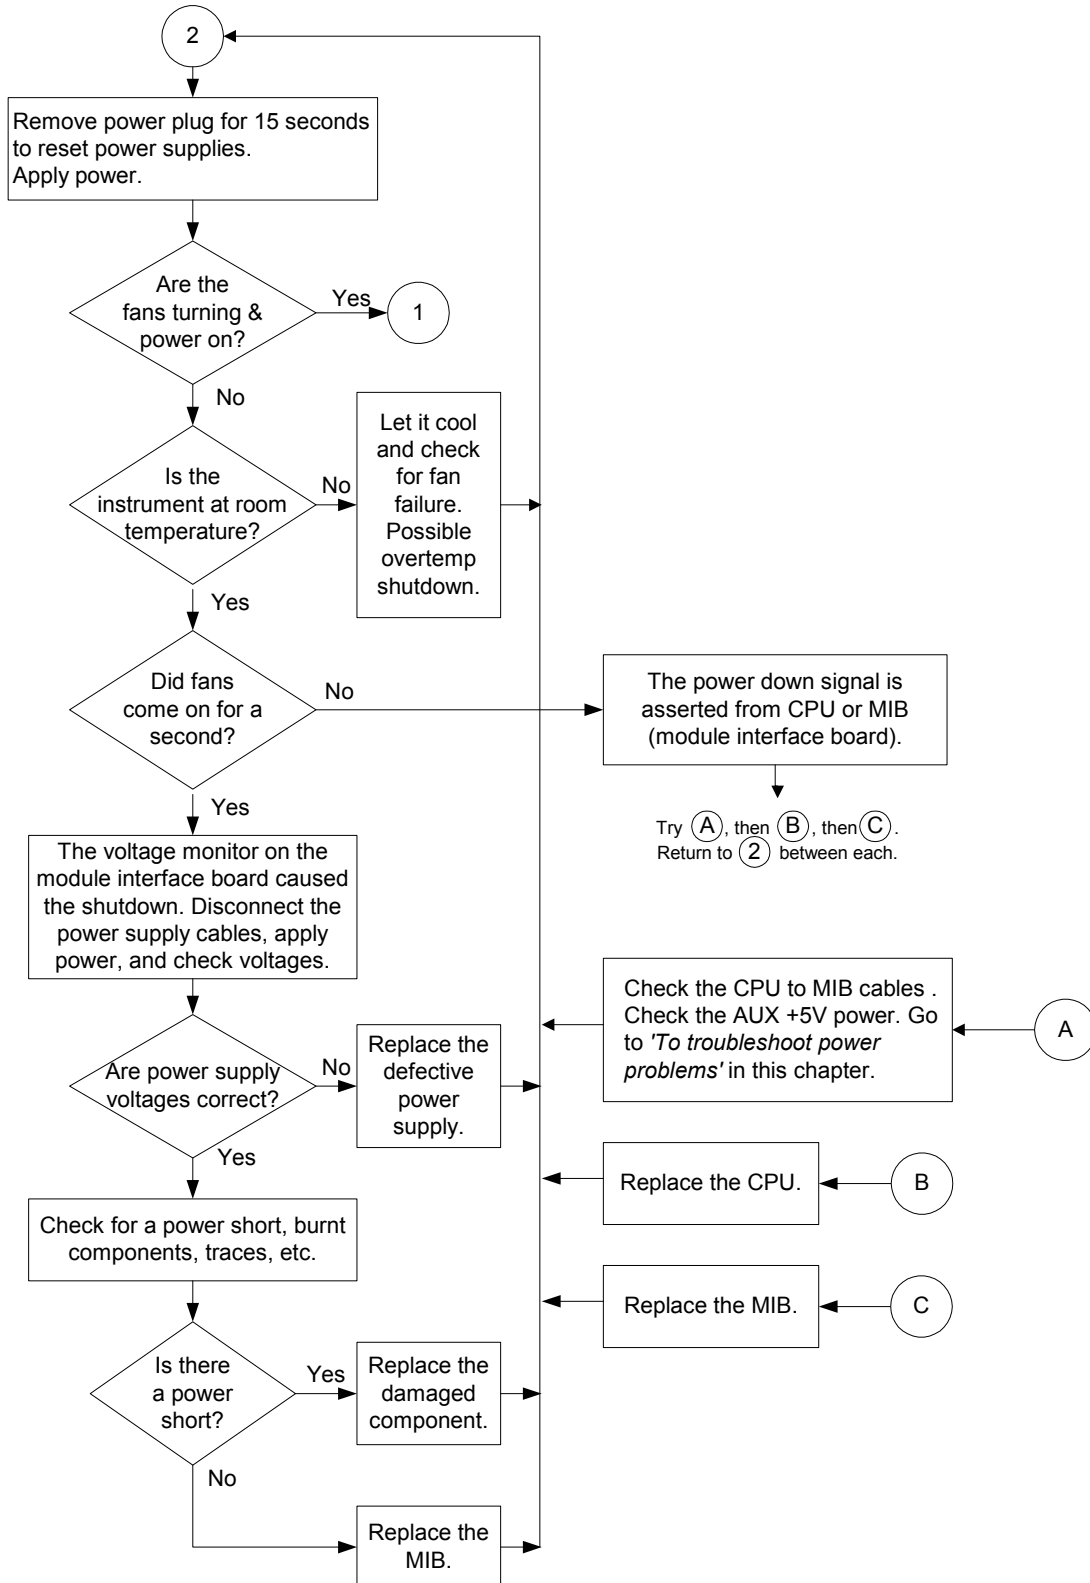 2
Remove power plug for 15 seconds
to reset power supplies.
Apply power.
Are the
fans turning &
power on?
Yes
1
No
Is the
instrument at room
temperature?
No
Let it cool
and check
for fan
failure.
Possible
overtemp
shutdown.
Yes
Did fans
come on for a
second?
No
The power down signal is
asserted from CPU or MIB
(module interface board).
Try A, then B, then C.
Return to 2 between each.
Yes
The voltage monitor on the
module interface board caused
the shutdown. Disconnect the
power supply cables, apply
power, and check voltages.
Check the CPU to MIB cables .
Check the AUX +5V power. Go
to 'To troubleshoot power
problems' in this chapter.
A
Are power supply
voltages correct?
No
Replace the
defective
power
supply.
Yes
Replace the CPU.
B
Check for a power short, burnt
components, traces, etc.
Replace the MIB.
C
Is there
a power
short?
Yes
Replace the
damaged
component.
No
Replace the
MIB.